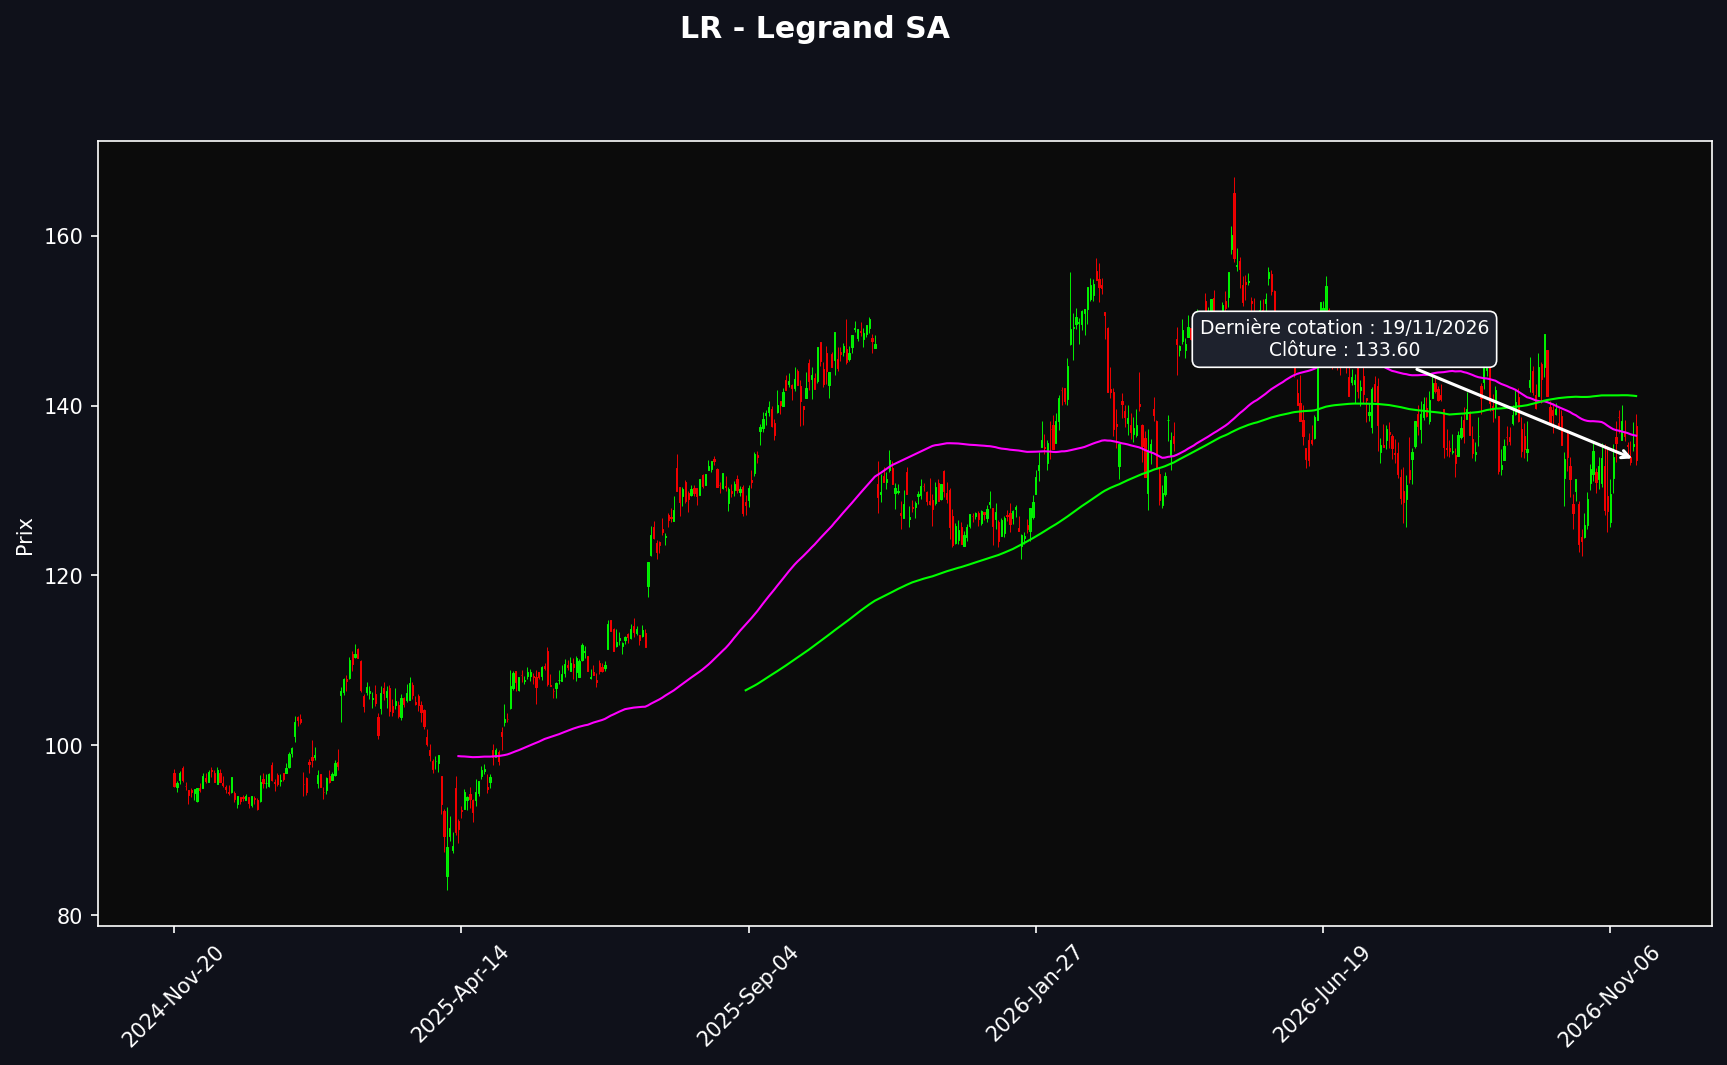 LR - Legrand SA
Dernière cotation : 19/11/2026
Clôture : 133.60
Prix
160
140
120
100
80
2024-Nov-20
2025-Apr-14
2025-Sep-04
2026-Jan-27
2026-Jun-19
2026-Nov-06